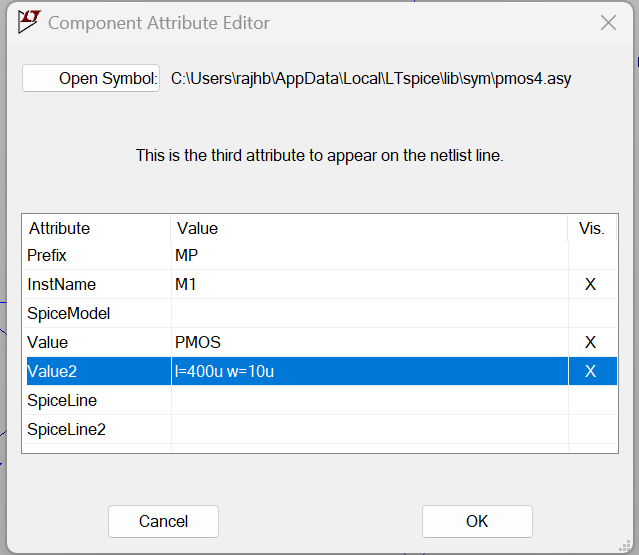 LT Component Attribute Editor
Open Symbol: C:\Users\rajhb\AppData\Local\LTspice\lib\sym\pmos4.asy
This is the third attribute to appear on the netlist line.
Attribute Value Vis.
Prefix MP
InstName M1 X
SpiceModel
Value PMOS X
Value2 l=400u w=10u X
SpiceLine
SpiceLine2
Cancel OK